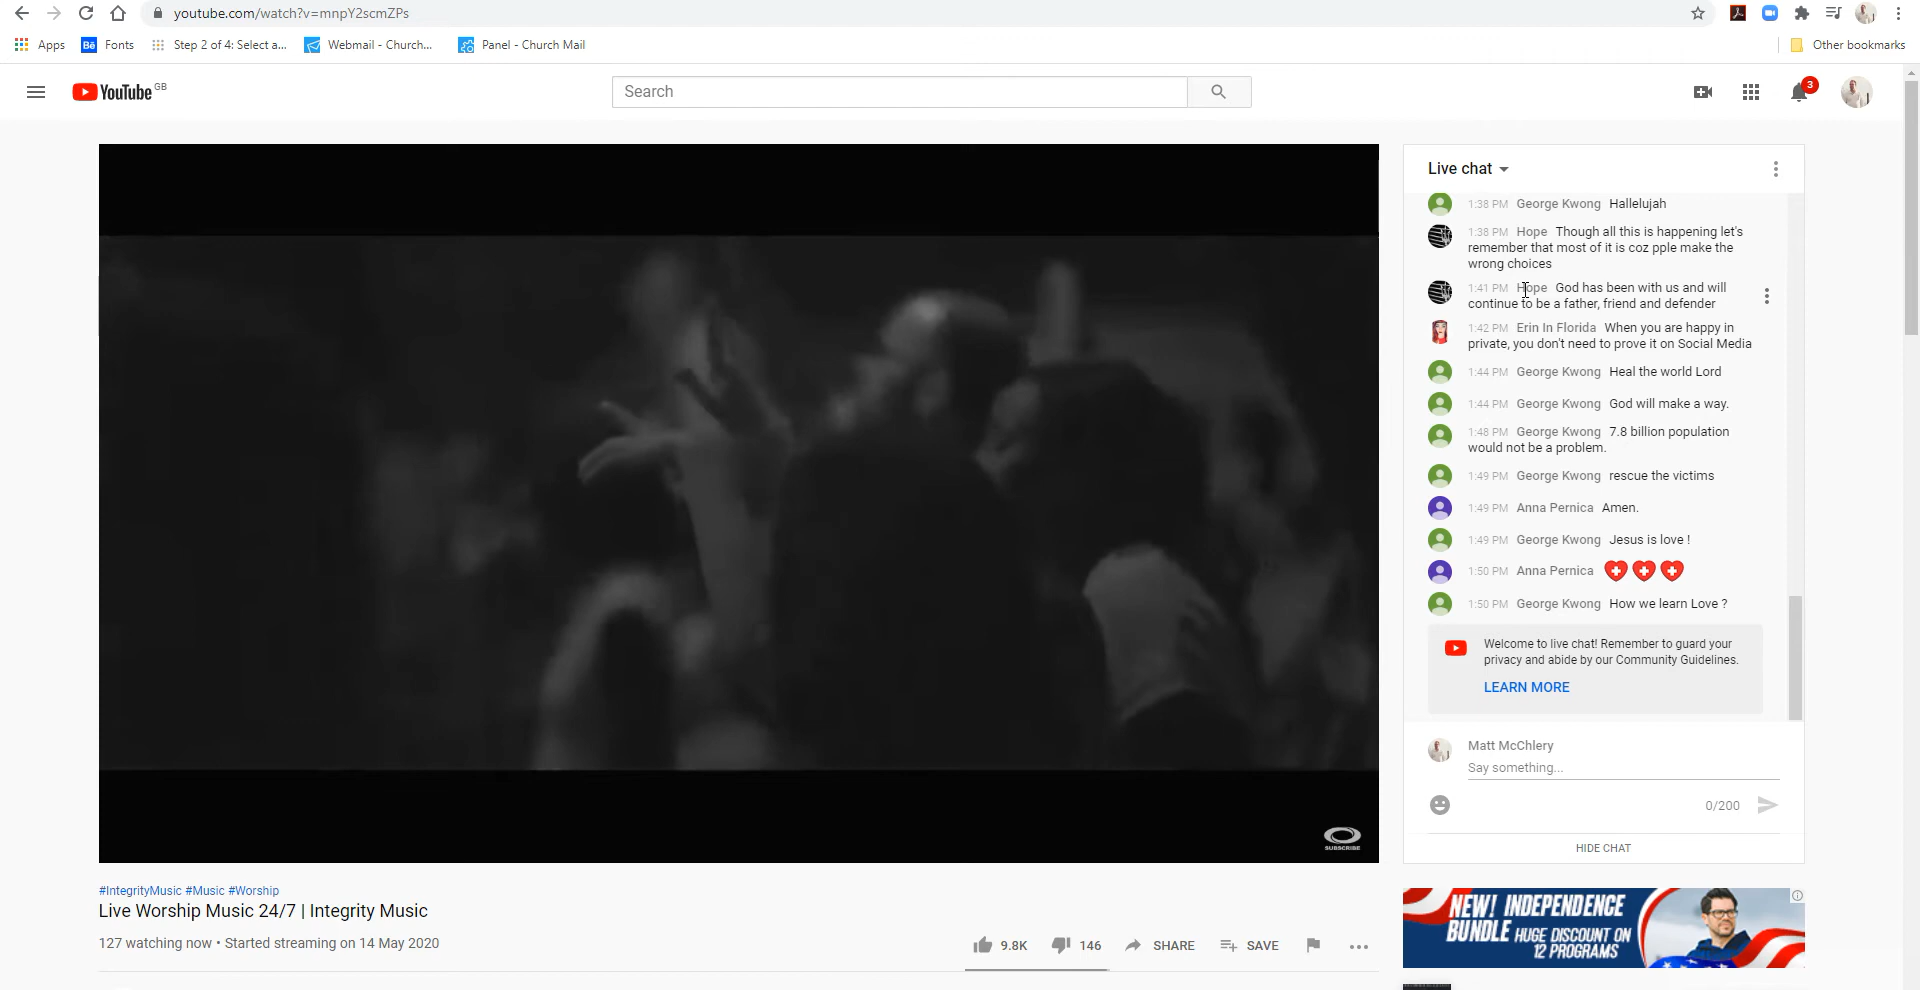 youtube.com/watch?v=mnpY2scmZPs
Apps
Bē Fonts
Step 2 of 4: Select a...
Webmail - Church...
Panel - Church Mail
Other bookmarks
YouTube GB
Search
3
Live chat
1:38 PM George Kwong Hallelujah
1:38 PM Hope Though all this is happening let's
remember that most of it is coz pple make the
wrong choices
1:41 PM Hope God has been with us and will
continue to be a father, friend and defender
1:42 PM Erin In Florida When you are happy in
private, you don't need to prove it on Social Media
1:44 PM George Kwong Heal the world Lord
1:44 PM George Kwong God will make a way.
1:48 PM George Kwong 7.8 billion population
would not be a problem.
1:49 PM George Kwong rescue the victims
1:49 PM Anna Pernica Amen.
1:49 PM George Kwong Jesus is love !
1:50 PM Anna Pernica
1:50 PM George Kwong How we learn Love ?
Welcome to live chat! Remember to guard your
privacy and abide by our Community Guidelines.
LEARN MORE
Matt McChlery
Say something...
0/200
HIDE CHAT
SUBSCRIBE
#IntegrityMusic #Music #Worship
Live Worship Music 24/7 | Integrity Music
127 watching now • Started streaming on 14 May 2020
9.8K
146
SHARE
SAVE
NEW! INDEPENDENCE
BUNDLE HUGE DISCOUNT ON
12 PROGRAMS